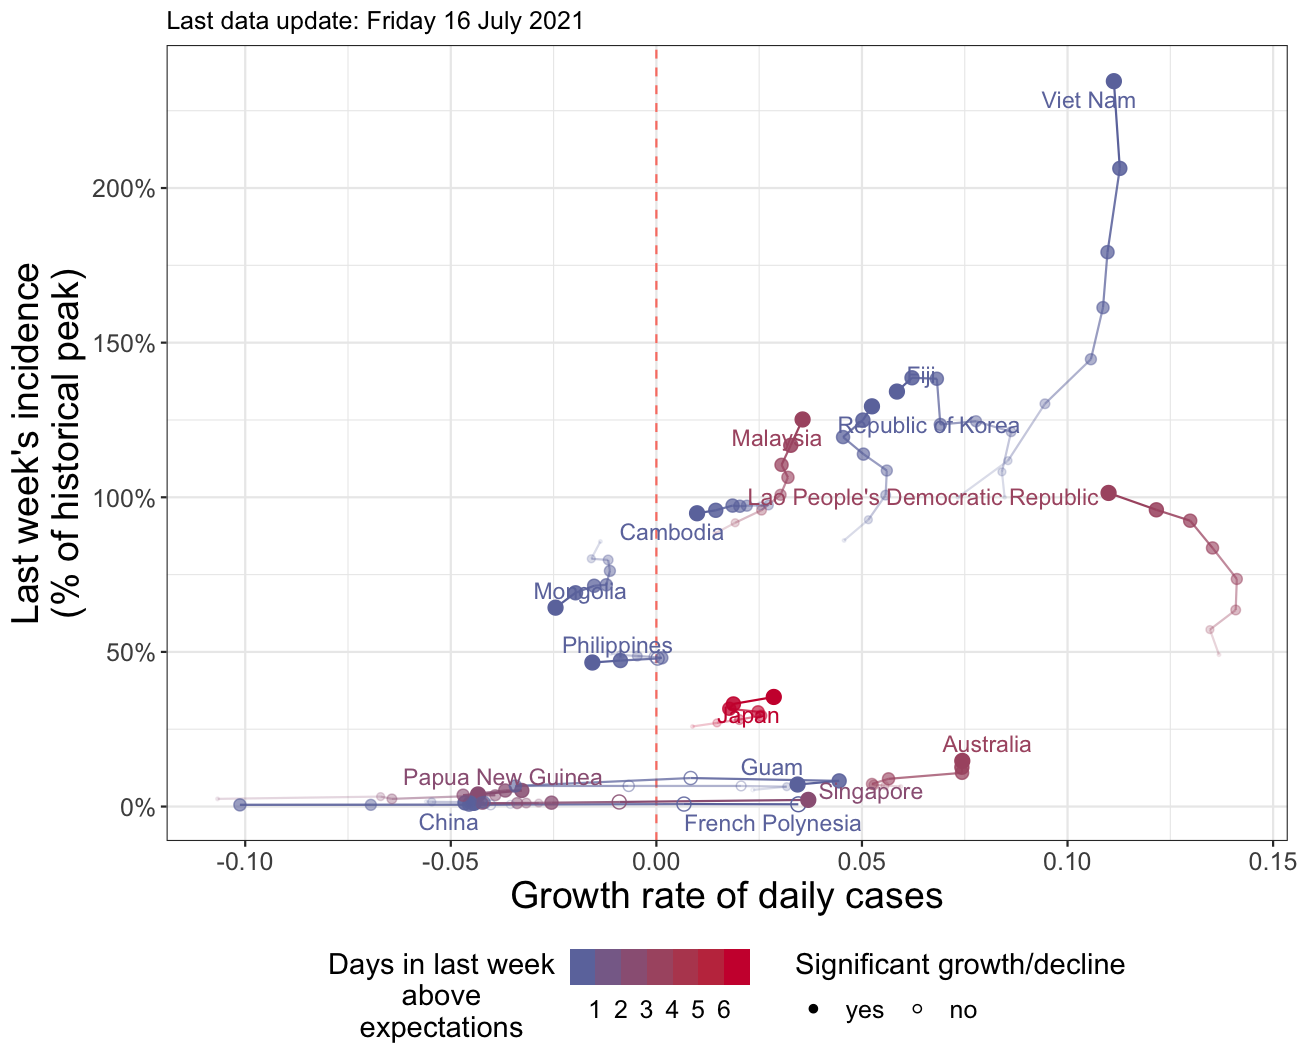 Last data update: Friday 16 July 2021
Last week's incidence
(% of historical peak)
200%
150%
100%
50%
0%
Viet Nam
Fiji
Republic of Korea
Malaysia
Lao People's Democratic Republic
Cambodia
Mongolia
Philippines
Japan
Australia
Guam
Papua New Guinea
Singapore
China
French Polynesia
-0.10 -0.05 0.00 0.05 0.10 0.15
Growth rate of daily cases
Days in last week
above
expectations
1 2 3 4 5 6
Significant growth/decline
yes no